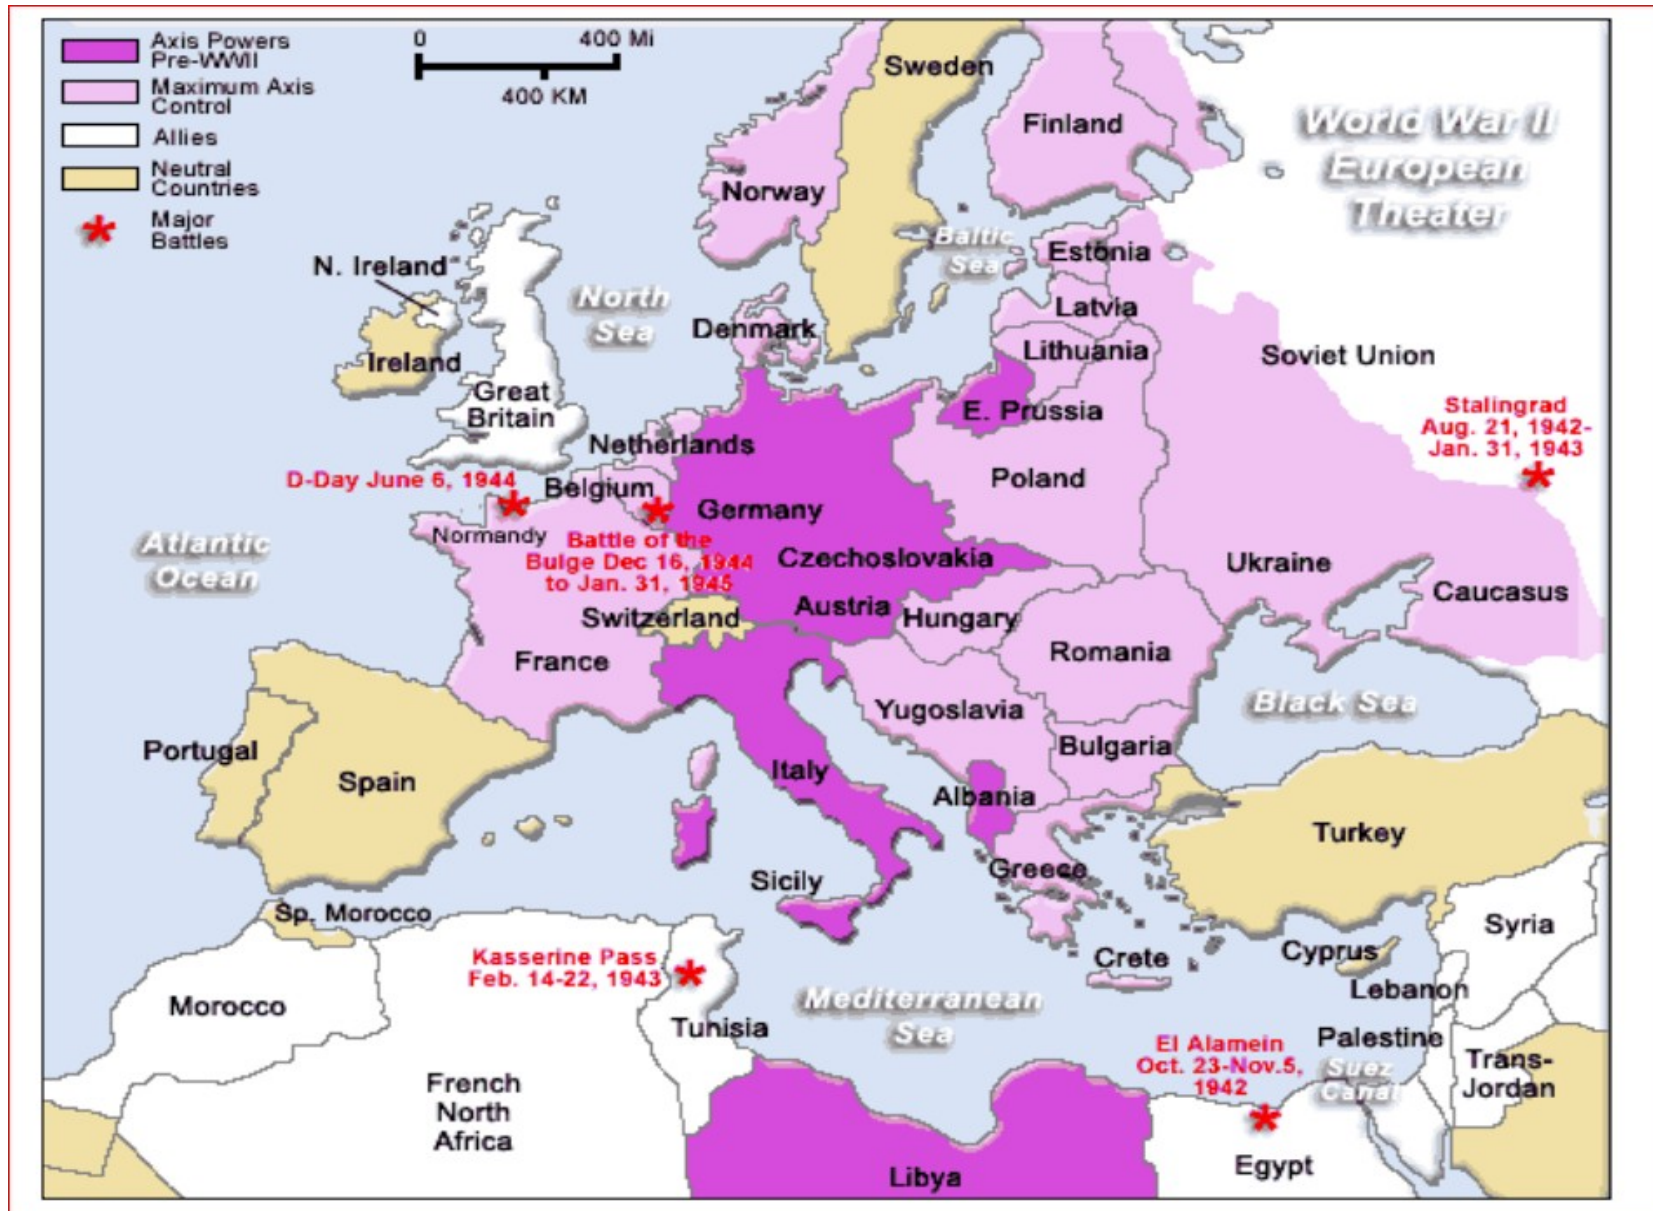 Axis Powers
Pre-WWII
Maximum Axis
Control
Allies
Neutral
Countries
Major
Battles
0 400 Mi
400 KM
World War II
European
Theater
Sweden
Finland
Norway
Baltic
Sea
Estonia
N. Ireland
North
Sea
Latvia
Denmark
Lithuania
Soviet Union
Ireland
Great
Britain
E. Prussia
Stalingrad
Aug. 21, 1942-
Jan. 31, 1943
Netherlands
D-Day June 6, 1944
Belgium
Poland
Germany
Normandy
Battle of the
Bulge Dec 16, 1944
to Jan. 31, 1945
Atlantic
Ocean
Czechoslovakia
Ukraine
Caucasus
Austria
Hungary
Switzerland
France
Romania
Yugoslavia
Black Sea
Bulgaria
Portugal
Spain
Italy
Albania
Turkey
Greece
Sicily
Sp. Morocco
Syria
Cyprus
Crete
Kasserine Pass
Feb. 14-22, 1943
Lebanon
Morocco
Mediterranean
Sea
Tunisia
Palestine
El Alamein
Oct. 23-Nov.5,
1942
Suez
Canal
Trans-
Jordan
French
North
Africa
Egypt
Libya